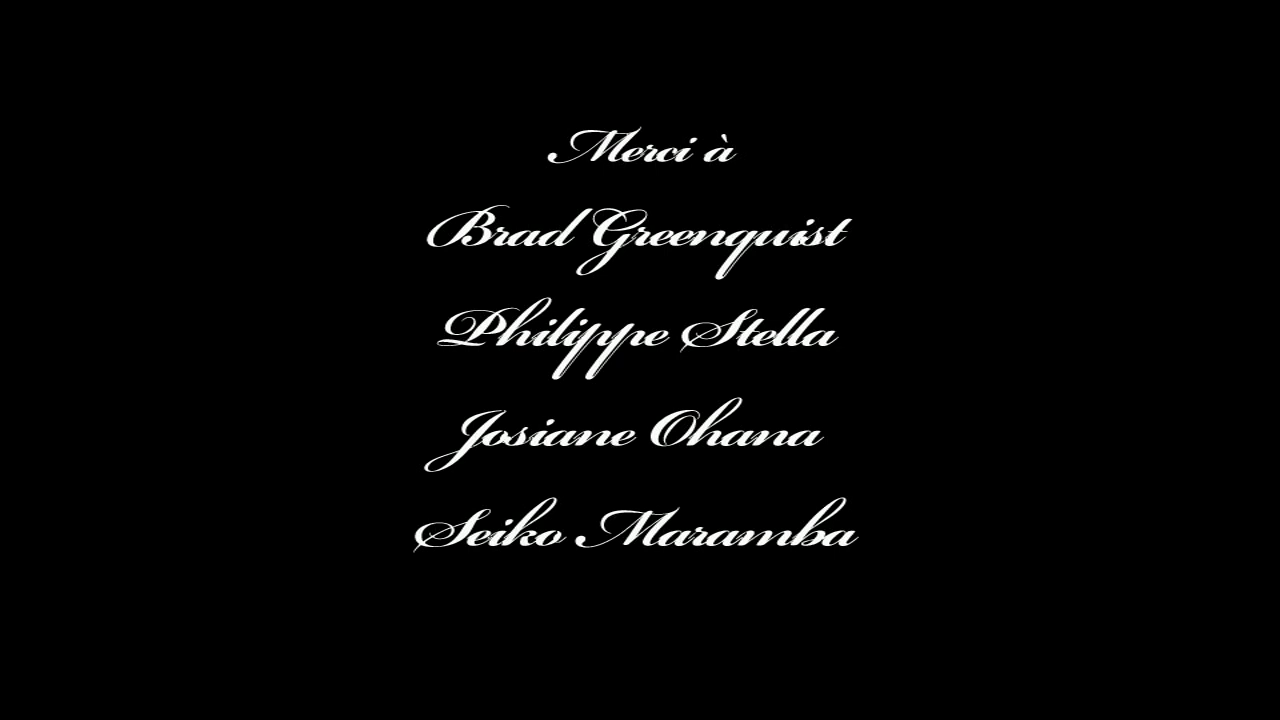 Merci à
Brad Greenquist
Philippe Stella
Josiane Ohana
Seiko Maramba